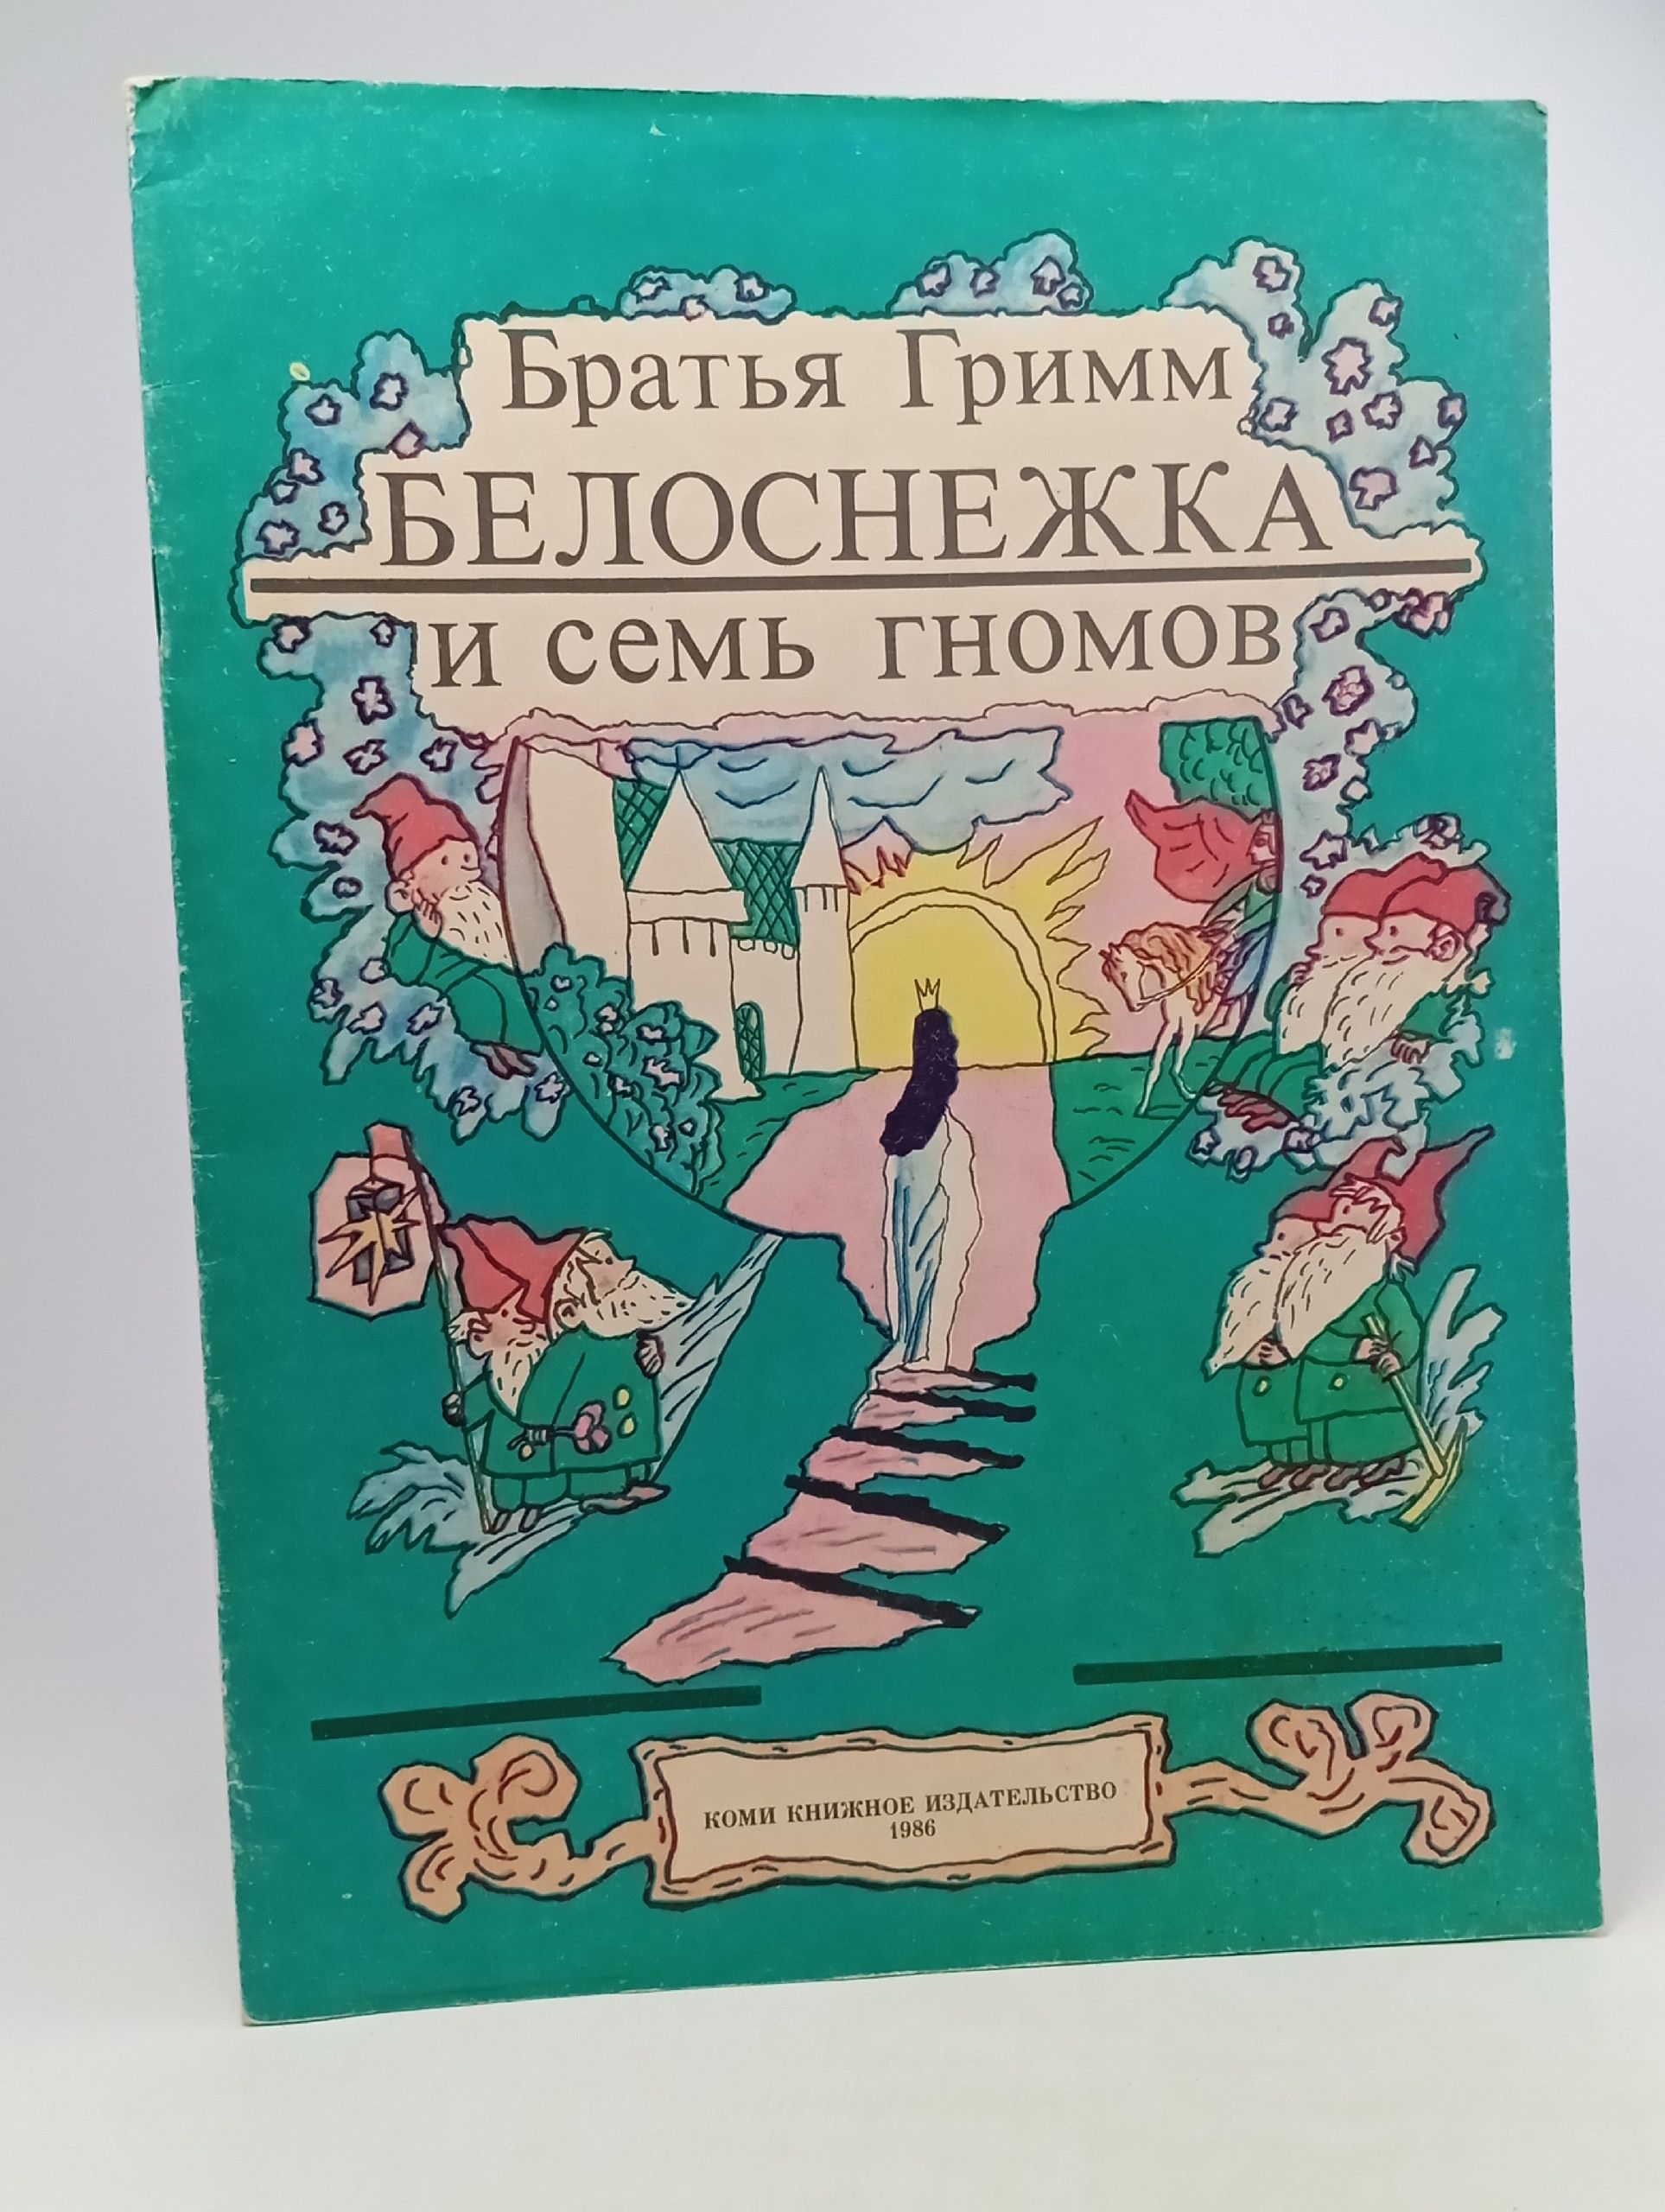 Братья Гримм
БЕЛОСНЕЖКА
и семь гномов
КОМИ КНИЖНОЕ ИЗДАТЕЛЬСТВО
1986